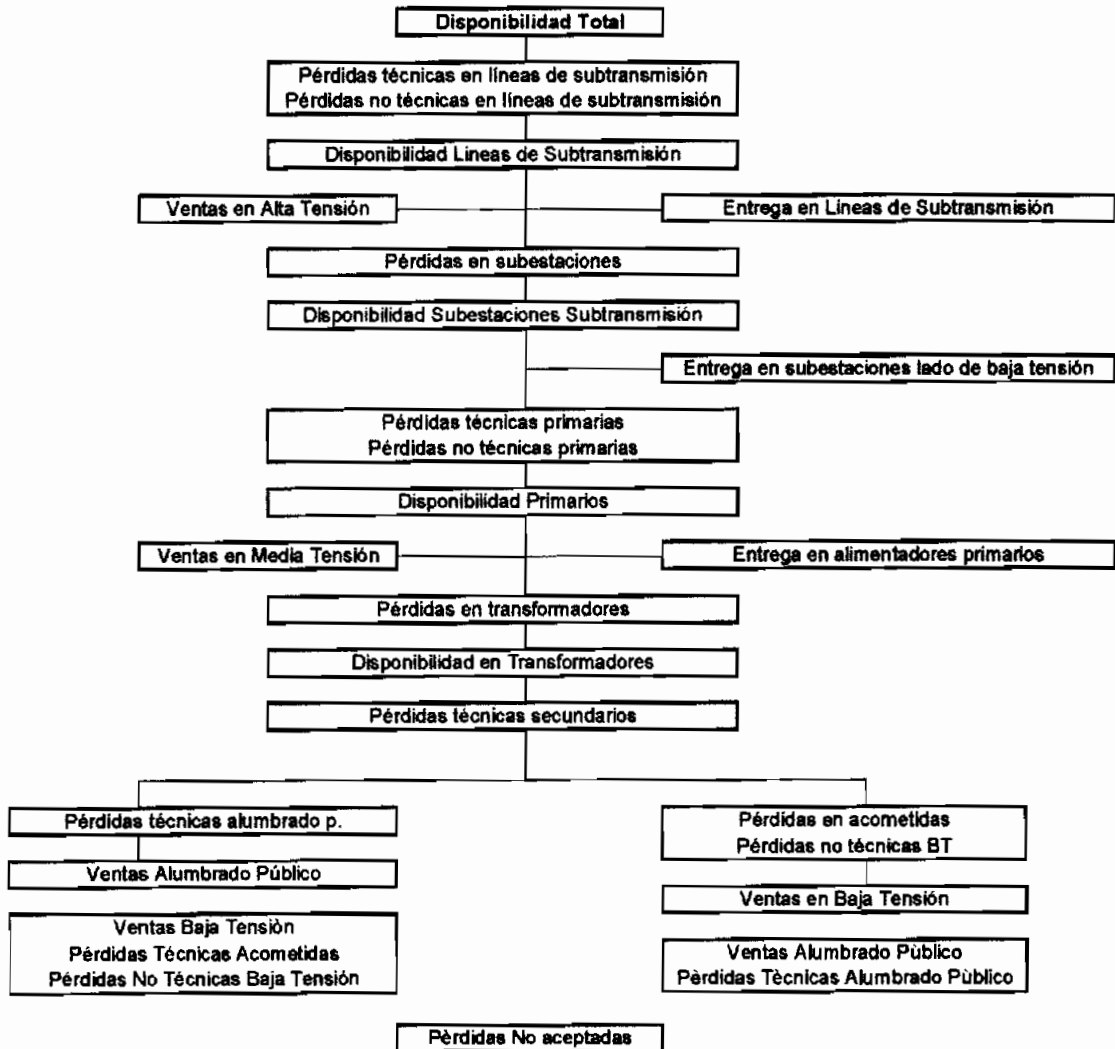 Disponibilidad Total
Pérdidas técnicas en líneas de subtransmisión
Pérdidas no técnicas en líneas de subtransmisión
Disponibilidad Lineas de Subtransmisión
Ventas en Alta Tensión
Entrega en Lineas de Subtransmisión
Pérdidas en subestaciones
Disponibilidad Subestaciones Subtransmisión
Entrega en subestaciones lado de baja tensión
Pérdidas técnicas primarias
Pérdidas no técnicas primarias
Disponibilidad Primarios
Ventas en Media Tensión
Entrega en alimentadores primarios
Pérdidas en transformadores
Disponibilidad en Transformadores
Pérdidas técnicas secundarios
Pérdidas técnicas alumbrado p.
Ventas Alumbrado Público
Pérdidas en acometidas
Pérdidas no técnicas BT
Ventas en Baja Tensión
Ventas Baja Tensiòn
Pérdidas Técnicas Acometidas
Pérdidas No Técnicas Baja Tensión
Ventas Alumbrado Pùblico
Pèrdidas Tècnicas Alumbrado Pùblico
Pèrdidas No aceptadas